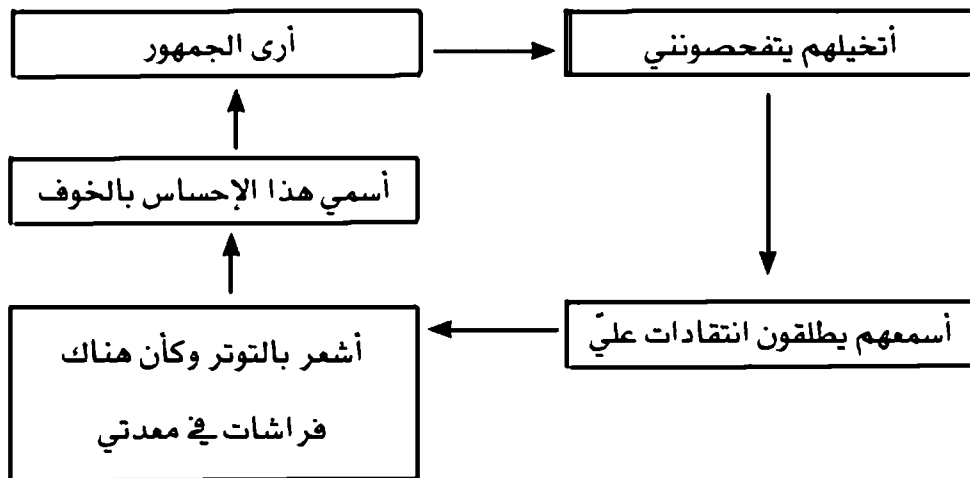 أرى الجمهور
أتخيلهم يتفحصونني
أسمعهم يطلقون انتقادات عليّ
أشعر بالتوتر وكأن هناك
فراشات في معدتي
أسمي هذا الإحساس بالخوف